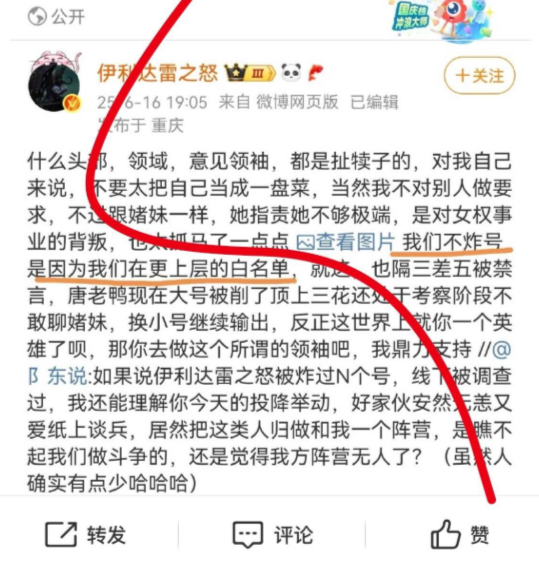 公开
国庆档
冲浪大师
伊利达雷之怒 III
+关注
25-6-16 19:05 来自 微博网页版 已编辑
发布于 重庆
什么头部，领域，意见领袖，都是扯犊子的，对我自己
来说，不要太把自己当成一盘菜，当然我不对别人做要
求，不过跟媎妹一样，她指责她不够极端，是对女权事
业的背叛，也太抓马了一点点 查看图片 我们不炸号
是因为我们在更上层的白名单，就这，也隔三差五被禁
言，唐老鸭现在大号被削了顶上三花还处于考察阶段不
敢聊媎妹，换小号继续输出，反正这世界上就你一个英
雄了呗，那你去做这个所谓的领袖吧，我鼎力支持 //@
阝东说:如果说伊利达雷之怒被炸过N个号，线下被调查
过，我还能理解你今天的投降举动，好家伙安然无恙又
爱纸上谈兵，居然把这类人归做和我一个阵营，是瞧不
起我们做斗争的，还是觉得我方阵营无人了？（虽然人
确实有点少哈哈哈）
转发
评论
赞